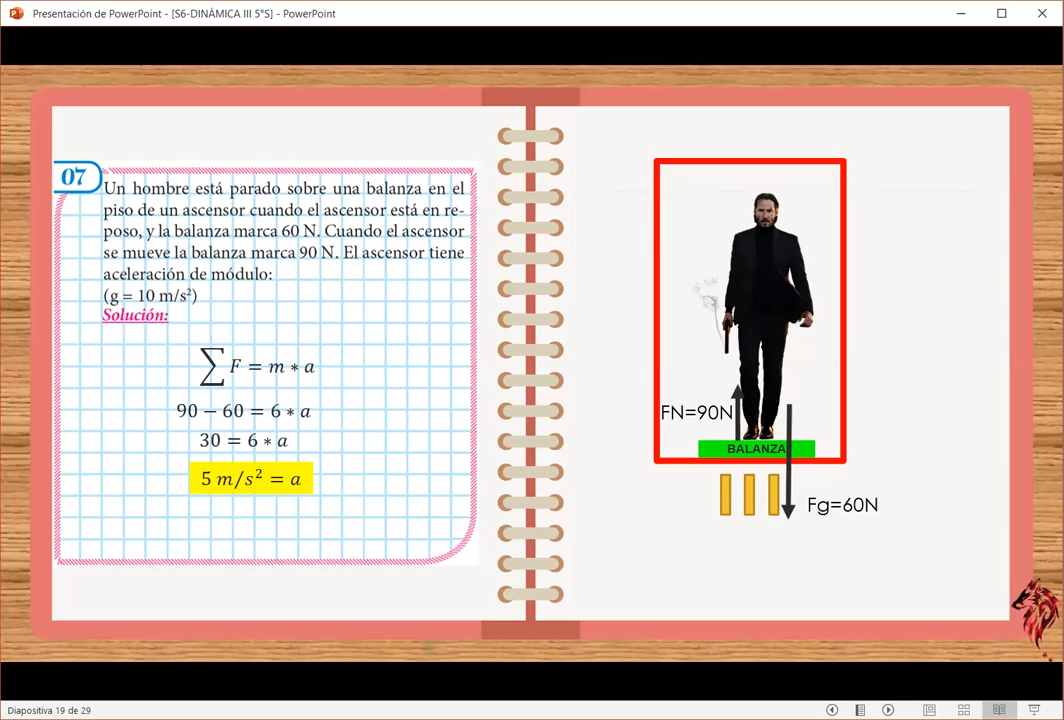 Presentación de PowerPoint - [S6-DINÁMICA III 5°S] - PowerPoint
07
Un hombre está parado sobre una balanza en el
piso de un ascensor cuando el ascensor está en re-
poso, y la balanza marca 60 N. Cuando el ascensor
se mueve la balanza marca 90 N. El ascensor tiene
aceleración de módulo:
(g = 10 m/s²)
Solución:
∑ F = m ∗ a
90 − 60 = 6 ∗ a
30 = 6 ∗ a
5 m/s² = a
FN=90N
BALANZA
Fg=60N
Diapositiva 19 de 29